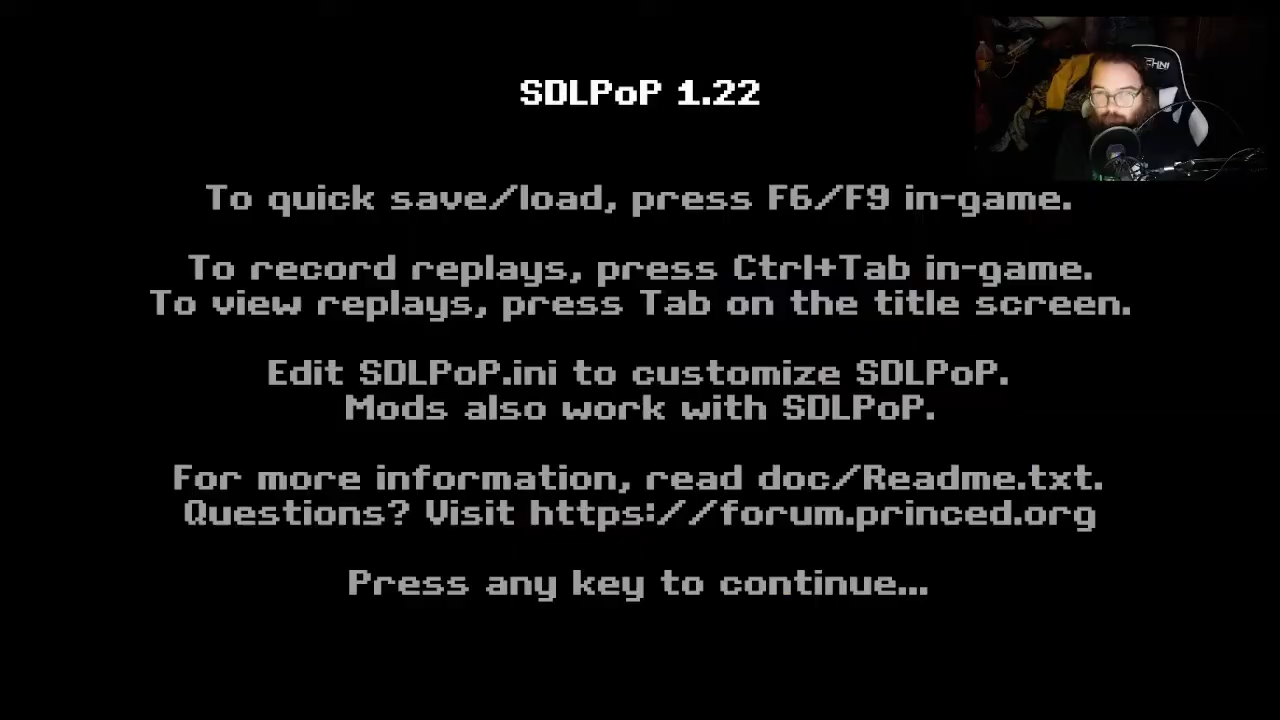 SDLPoP 1.22
To quick save/load, press F6/F9 in-game.
To record replays, press Ctrl+Tab in-game.
To view replays, press Tab on the title screen.
Edit SDLPoP.ini to customize SDLPoP.
Mods also work with SDLPoP.
For more information, read doc/Readme.txt.
Questions? Visit https://forum.princed.org
Press any key to continue...